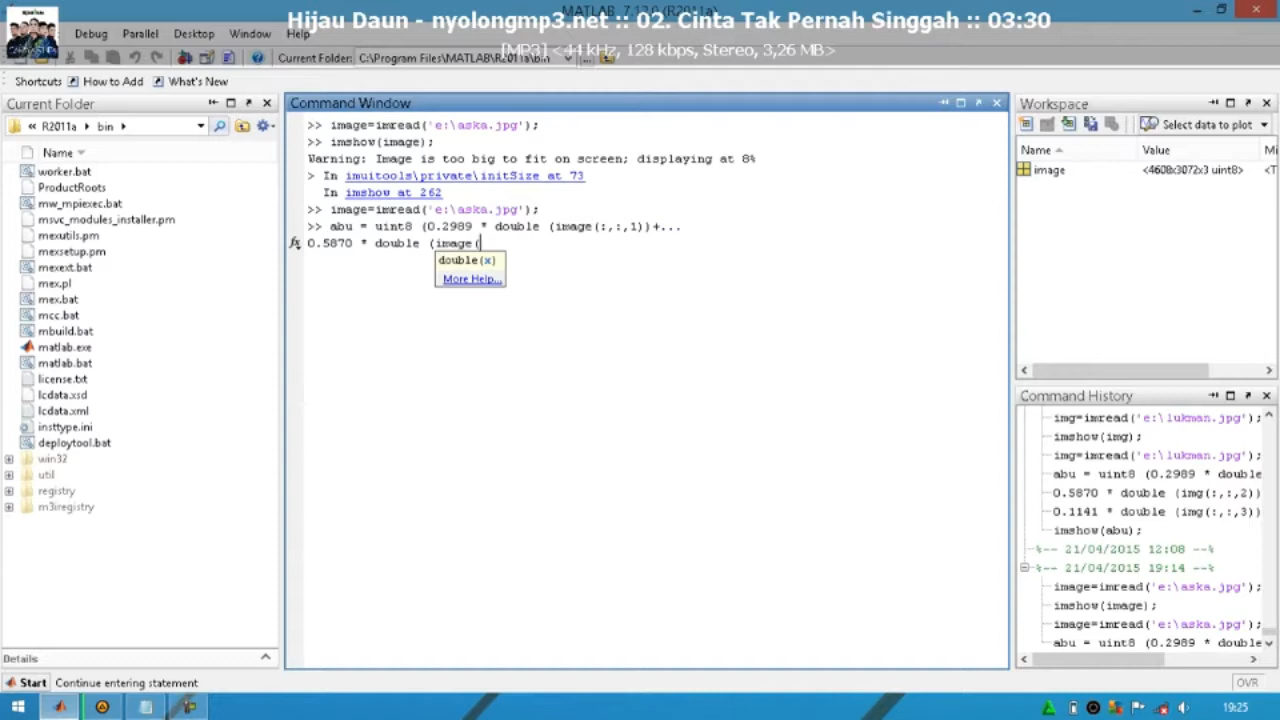 Hijau Daun - nyolongmp3.net :: 02. Cinta Tak Pernah Singgah :: 03:30
[MP3] <44 kHz, 128 kbps, Stereo, 3,26 MB>
MATLAB 7.12.0 (R2011a)
Debug Parallel Desktop Window Help
Current Folder: C:\Program Files\MATLAB\R2011a\bin
Shortcuts How to Add What's New
Current Folder
« R2011a bin
Name
worker.bat
ProductRoots
mw_mpiexec.bat
msvc_modules_installer.prm
mexutils.pm
mexsetup.pm
mexext.bat
mex.pl
mex.bat
mcc.bat
mbuild.bat
matlab.exe
matlab.bat
license.txt
lcdata.xsd
lcdata.xml
insttype.ini
deploytool.bat
win32
util
registry
m3iregistry
Details
Command Window
>> image=imread('e:\aska.jpg');
>> imshow(image);
Warning: Image is too big to fit on screen; displaying at 8%
> In imuitools\private\initSize at 73
In imshow at 262
>> image=imread('e:\aska.jpg');
>> abu = uint8 (0.2989 * double (image(:,:,1))+...
fx 0.5870 * double (image(
double(x)
More Help...
Workspace
Select data to plot
Name Value Mi
image <4608x3072x3 uint8> <T
Command History
img=imread('e:\lukman.jpg');
imshow(img);
img=imread('e:\lukman.jpg');
abu = uint8 (0.2989 * double
0.5870 * double (img(:,:,2))
0.1141 * double (img(:,:,3))
imshow(abu);
%-- 21/04/2015 12:08 --%
%-- 21/04/2015 19:14 --%
image=imread('e:\aska.jpg');
imshow(image);
image=imread('e:\aska.jpg');
abu = uint8 (0.2989 * double
Start Continue entering statement
OVR
19:25